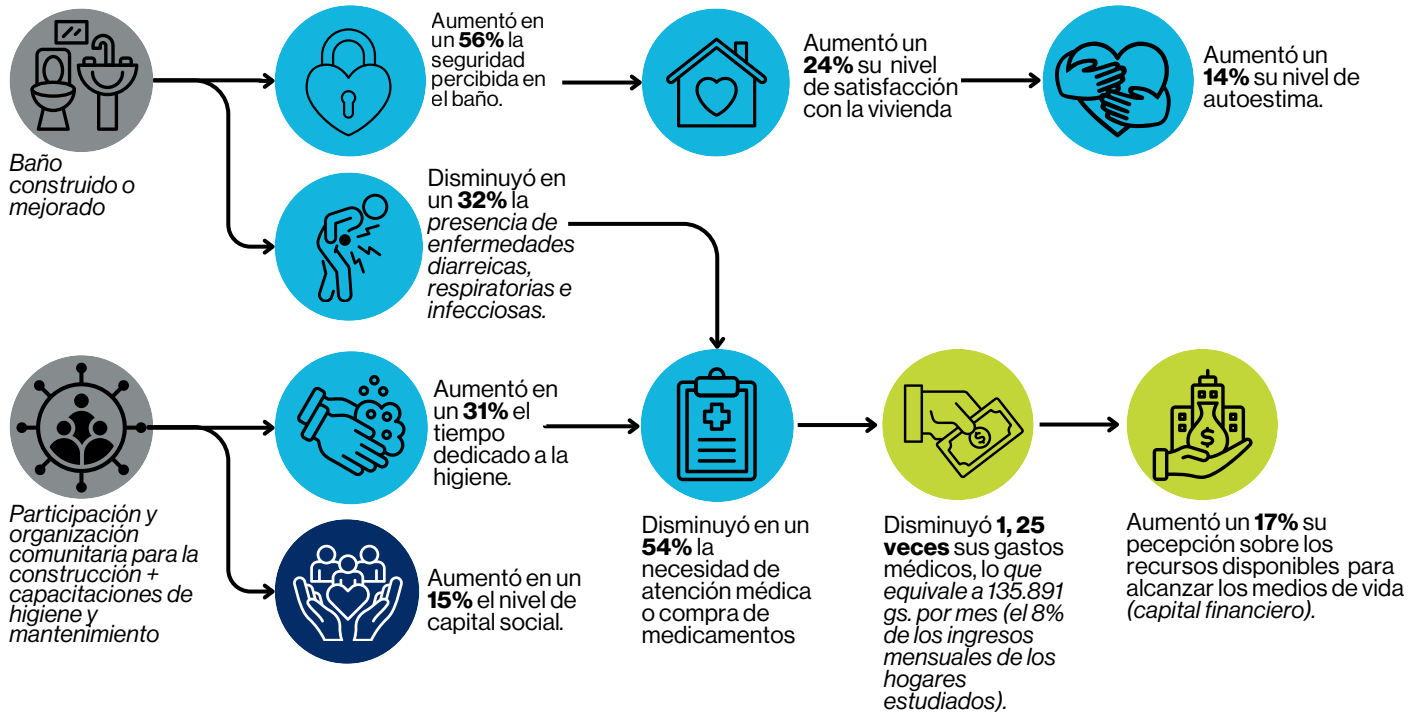 Baño
construido o
mejorado
Aumentó en
un 56% la
seguridad
percibida en
el baño.
Aumentó un
24% su nivel
de satisfacción
con la vivienda
Aumentó un
14% su nivel de
autoestima.
Disminuyó en
un 32% la
presencia de
enfermedades
diarreicas,
respiratorias e
infecciosas.
Participación y
organización
comunitaria para la
construcción +
capacitaciones de
higiene y
mantenimiento
Aumentó en
un 31% el
tiempo
dedicado a la
higiene.
Aumentó en un
15% el nivel de
capital social.
Disminuyó en un
54% la
necesidad de
atención médica
o compra de
medicamentos
$
Disminuyó 1, 25
veces sus gastos
médicos, lo que
equivale a 135.891
gs. por mes (el 8%
de los ingresos
mensuales de los
hogares
estudiados).
$
Aumentó un 17% su
pecepción sobre los
recursos disponibles para
alcanzar los medios de vida
(capital financiero).